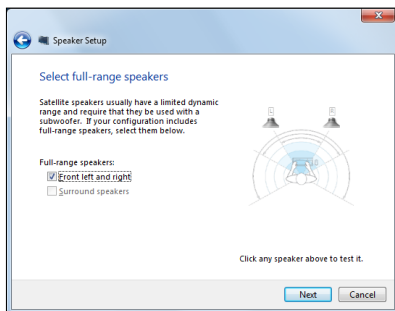 Speaker Setup
Select full-range speakers
Satellite speakers usually have a limited dynamic
range and require that they be used with a
subwoofer. If your configuration includes
full-range speakers, select them below.
L R
Full-range speakers:
Front left and right
Surround speakers
Click any speaker above to test it.
Next Cancel